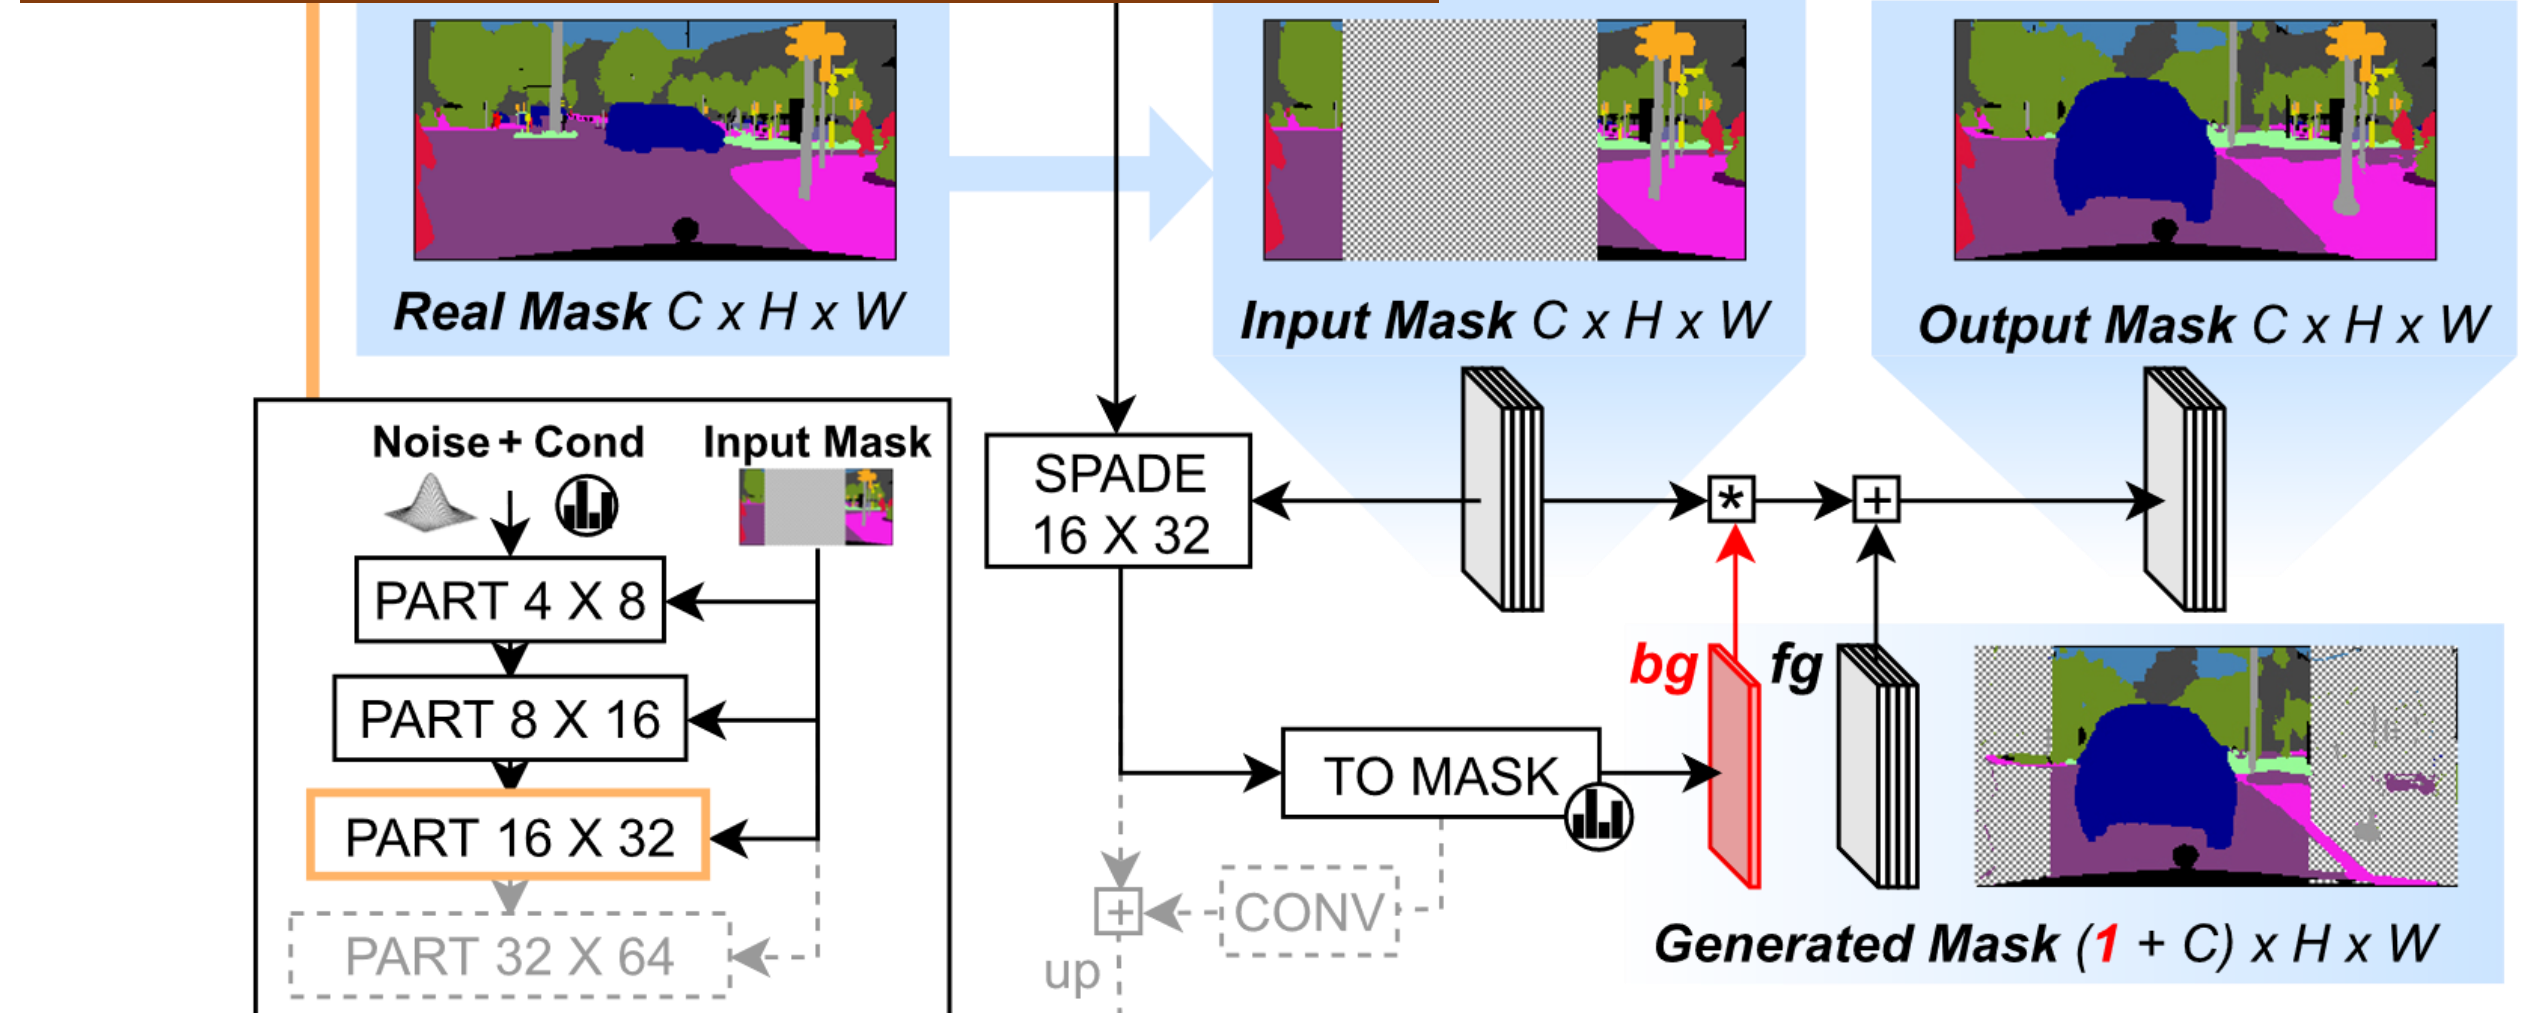 Real Mask C x H x W
Input Mask C x H x W
Output Mask C x H x W
Noise + Cond
Input Mask
PART 4 X 8
PART 8 X 16
PART 16 X 32
PART 32 X 64
SPADE
16 X 32
*
+
bg
fg
TO MASK
+
CONV
up
Generated Mask (1 + C) x H x W